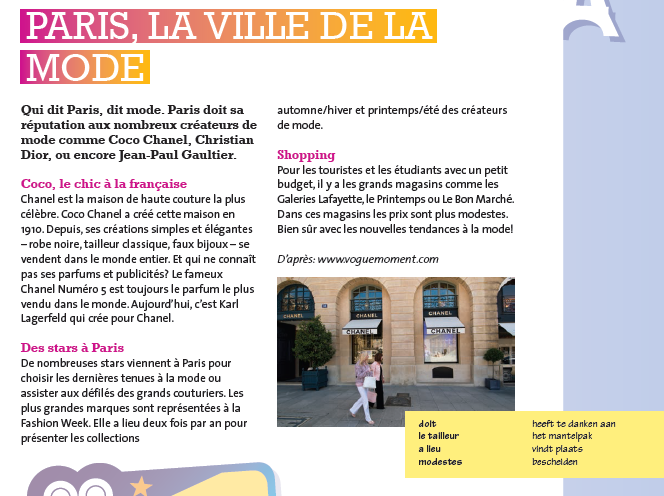 PARIS, LA VILLE DE LA
MODE
Qui dit Paris, dit mode. Paris doit sa
réputation aux nombreux créateurs de
mode comme Coco Chanel, Christian
Dior, ou encore Jean-Paul Gaultier.
Coco, le chic à la française
Chanel est la maison de haute couture la plus
célèbre. Coco Chanel a créé cette maison en
1910. Depuis, ses créations simples et élégantes
– robe noire, tailleur classique, faux bijoux – se
vendent dans le monde entier. Et qui ne connaît
pas ses parfums et publicités? Le fameux
Chanel Numéro 5 est toujours le parfum le plus
vendu dans le monde. Aujourd'hui, c'est Karl
Lagerfeld qui crée pour Chanel.
Des stars à Paris
De nombreuses stars viennent à Paris pour
choisir les dernières tenues à la mode ou
assister aux défilés des grands couturiers. Les
plus grandes marques sont représentées à la
Fashion Week. Elle a lieu deux fois par an pour
présenter les collections
automne/hiver et printemps/été des créateurs
de mode.
Shopping
Pour les touristes et les étudiants avec un petit
budget, il y a les grands magasins comme les
Galeries Lafayette, le Printemps ou Le Bon Marché.
Dans ces magasins les prix sont plus modestes.
Bien sûr avec les nouvelles tendances à la mode!
D'après: www.voguemoment.com
CHANEL
CHANEL
CHANEL
CHANEL
CHANEL
doit heeft te danken aan
le tailleur het mantelpak
a lieu vindt plaats
modestes bescheiden